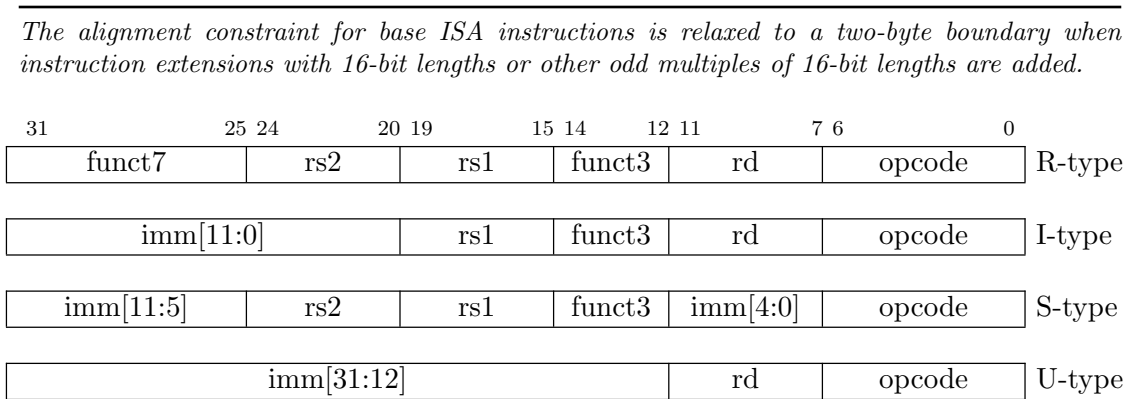 The alignment constraint for base ISA instructions is relaxed to a two-byte boundary when
instruction extensions with 16-bit lengths or other odd multiples of 16-bit lengths are added.
31 25 24 20 19 15 14 12 11 7 6 0
funct7 rs2 rs1 funct3 rd opcode R-type
imm[11:0] rs1 funct3 rd opcode I-type
imm[11:5] rs2 rs1 funct3 imm[4:0] opcode S-type
imm[31:12] rd opcode U-type